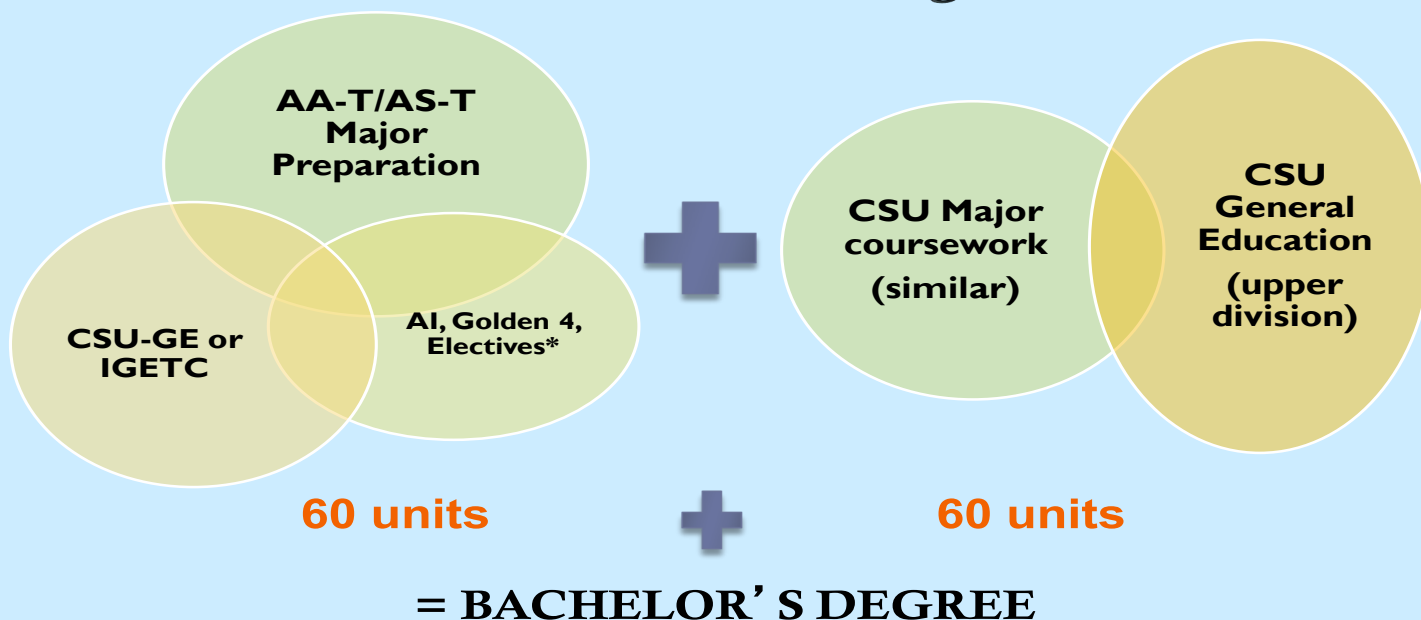 AA-T/AS-T
Major
Preparation
CSU-GE or
IGETC
AI, Golden 4,
Electives*
CSU Major
coursework
(similar)
CSU
General
Education
(upper
division)
60 units
60 units
= BACHELOR’ S DEGREE